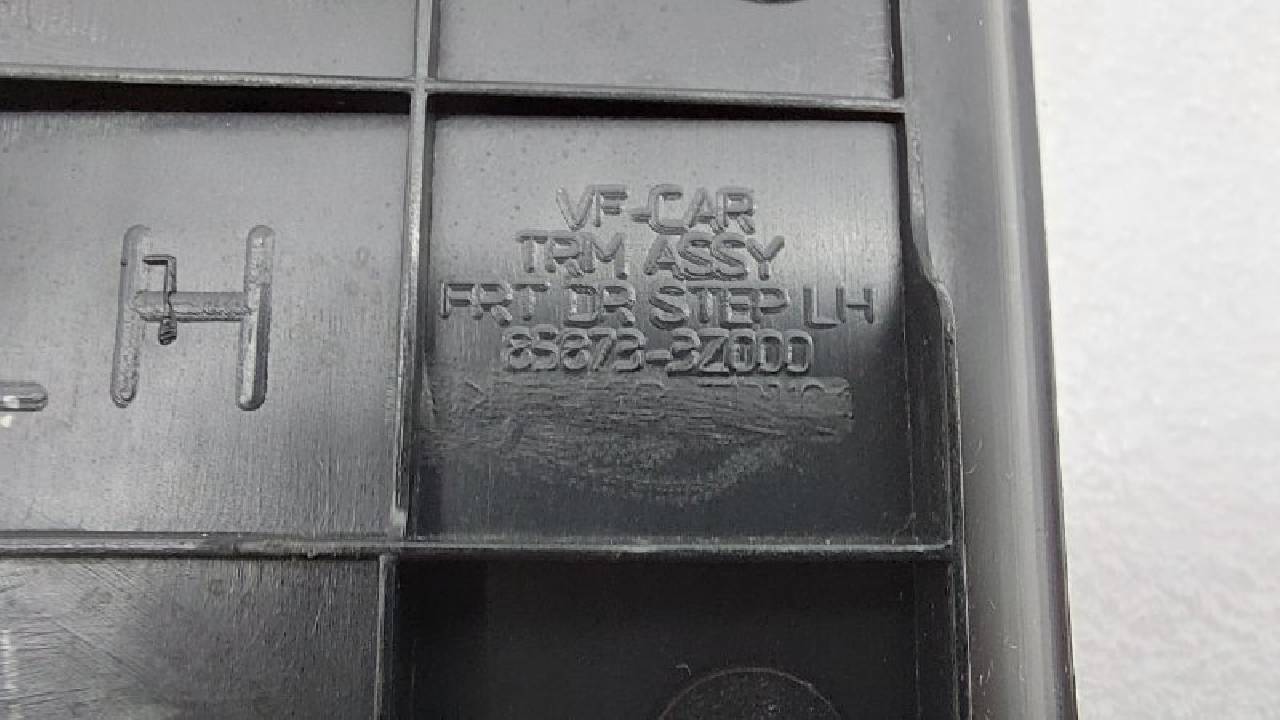 VF-CAR
TRM ASSY
FRT DR STEP LH
85873-3Z000
LH